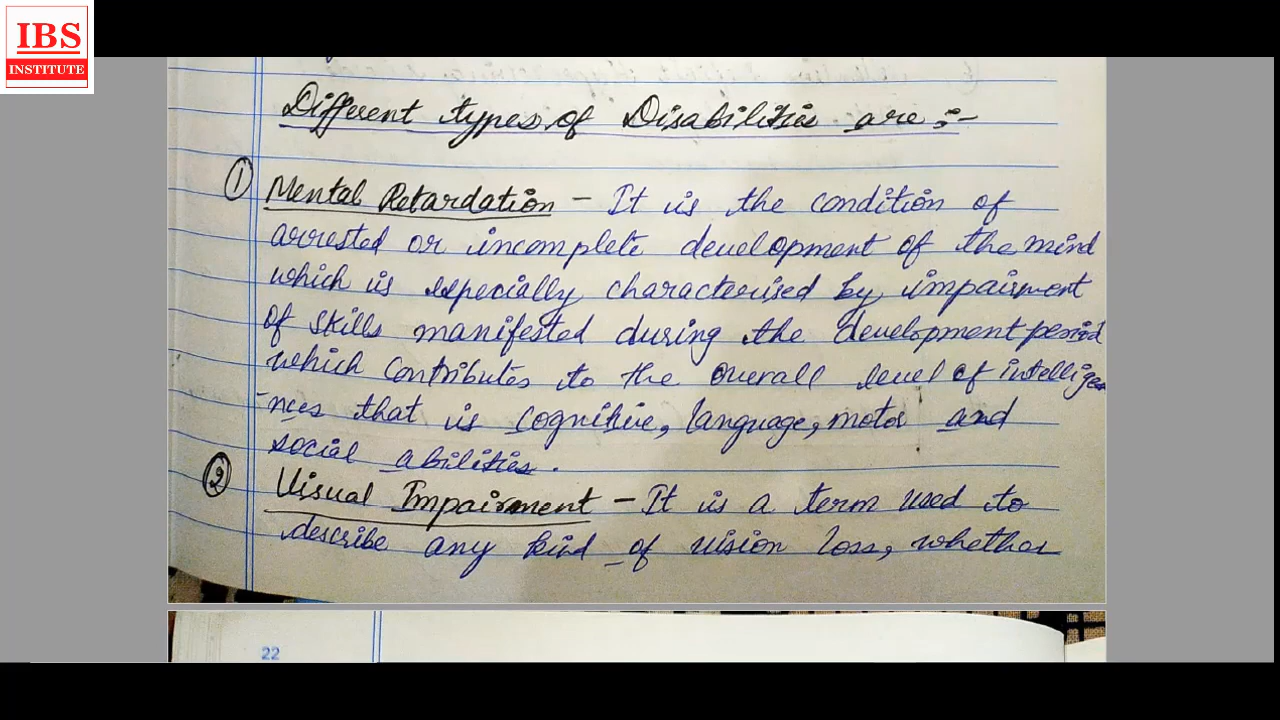 IBS
INSTITUTE
Different types of Disabilities are :-
① Mental Retardation - It is the condition of
arrested or incomplete development of the mind
which is especially characterised by impairment
of skills manifested during the development period
which contributes to the overall level of intellige
-nces that is cognitive, language, motor and
social abilities.
② Visual Impairment - It is a term used to
describe any kind of vision loss, whether
22